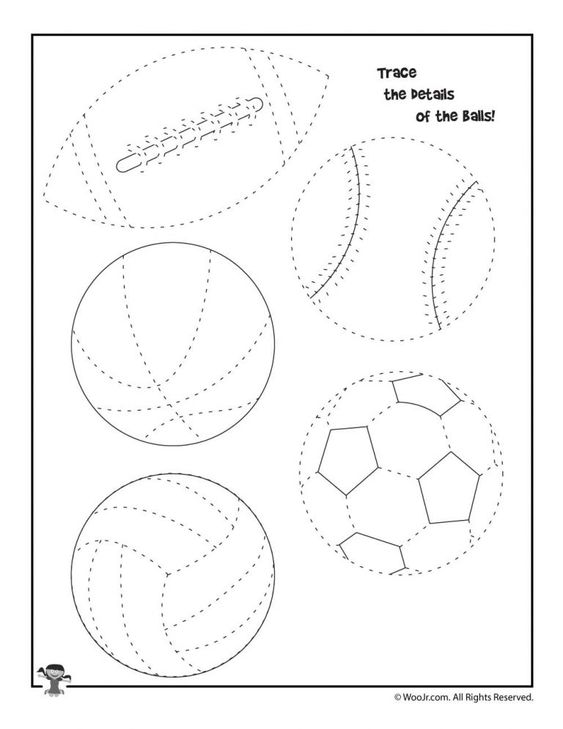 Trace
the Details
of the Balls!
© WooJr.com. All Rights Reserved.